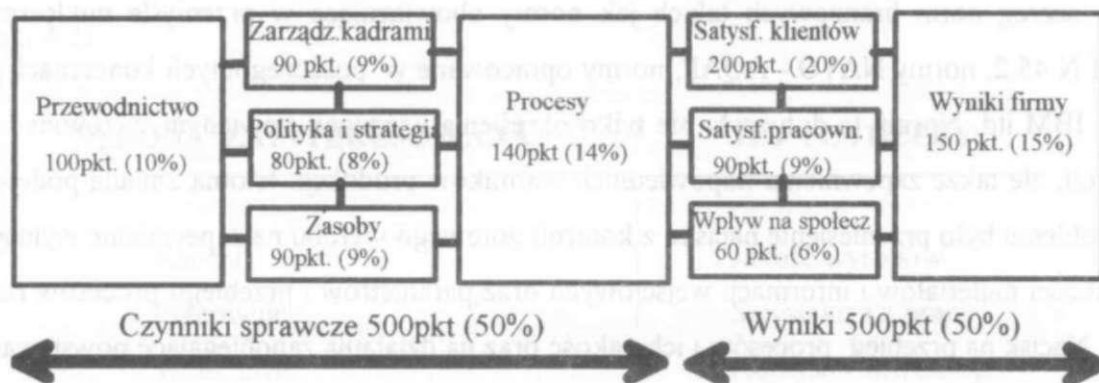 Przewodnictwo
100pkt. (10%)
Zarządz.kadrami
90 pkt. (9%)
Polityka i strategia
80pkt. (8%)
Zasoby
90pkt. (9%)
Procesy
140pkt (14%)
Satysf. klientów
200pkt. (20%)
Satysf.pracown.
90pkt. (9%)
Wpływ na społecz
60 pkt. (6%)
Wyniki firmy
150 pkt. (15%)
Czynniki sprawcze 500pkt (50%)
Wyniki 500pkt (50%)